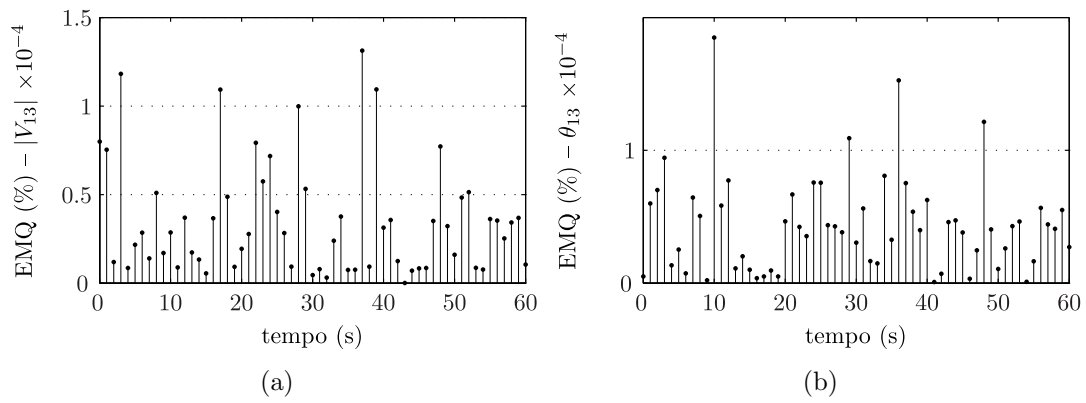 1.5
1
0.5
0
0 10 20 30 40 50 60
tempo (s)
EMQ (%) – |V₁₃| ×10⁻⁴
(a)
1
0
0 10 20 30 40 50 60
tempo (s)
EMQ (%) – θ₁₃ ×10⁻⁴
(b)